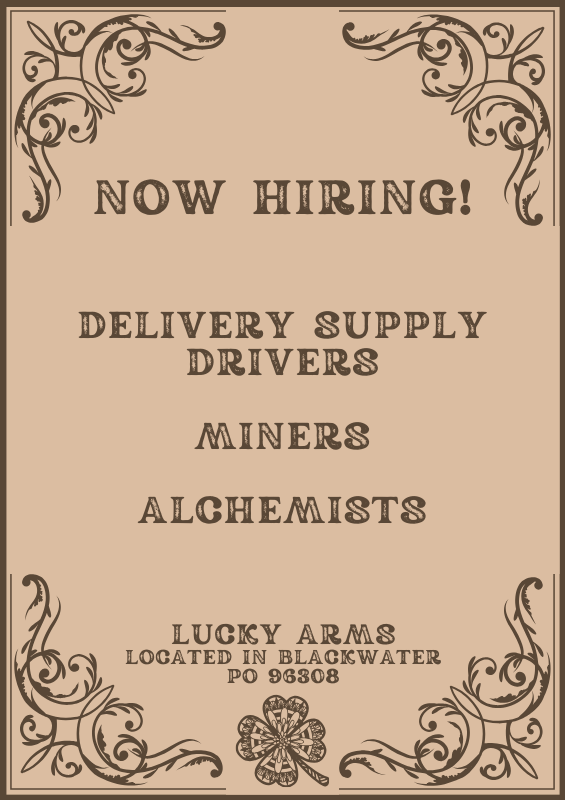 NOW HIRING!
DELIVERY SUPPLY
DRIVERS
MINERS
ALCHEMISTS
LUCKY ARMS
LOCATED IN BLACKWATER
PO 96308